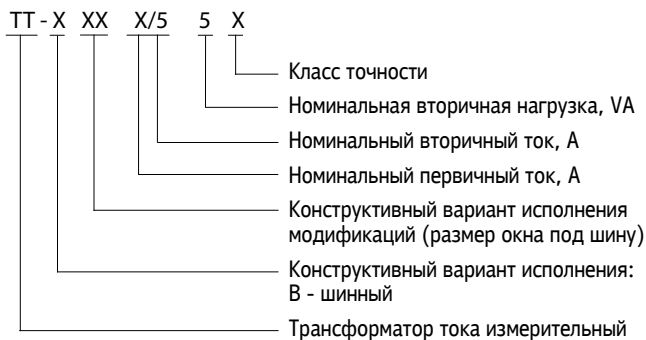 ТТ - Х ХХ Х/5 5 Х
Класс точности
Номинальная вторичная нагрузка, VA
Номинальный вторичный ток, А
Номинальный первичный ток, А
Конструктивный вариант исполнения
модификаций (размер окна под шину)
Конструктивный вариант исполнения:
В - шинный
Трансформатор тока измерительный